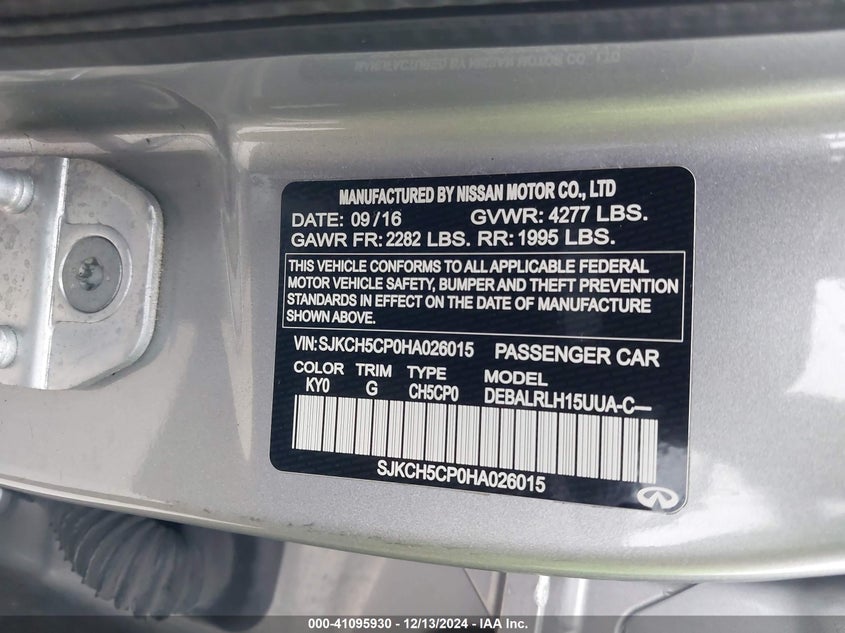 MANUFACTURED BY NISSAN MOTOR CO., LTD
DATE: 09/16 GVWR: 4277 LBS.
GAWR FR: 2282 LBS. RR: 1995 LBS.
THIS VEHICLE CONFORMS TO ALL APPLICABLE FEDERAL
MOTOR VEHICLE SAFETY, BUMPER AND THEFT PREVENTION
STANDARDS IN EFFECT ON THE DATE OF MANUFACTURE
SHOWN ABOVE.
VIN:SJKCH5CP0HA026015 PASSENGER CAR
COLOR TRIM TYPE MODEL
KY0 G CH5CP0 DEBALRLH15UUA-C—
SJKCH5CP0HA026015
000-41095930 - 12/13/2024 - IAA Inc.